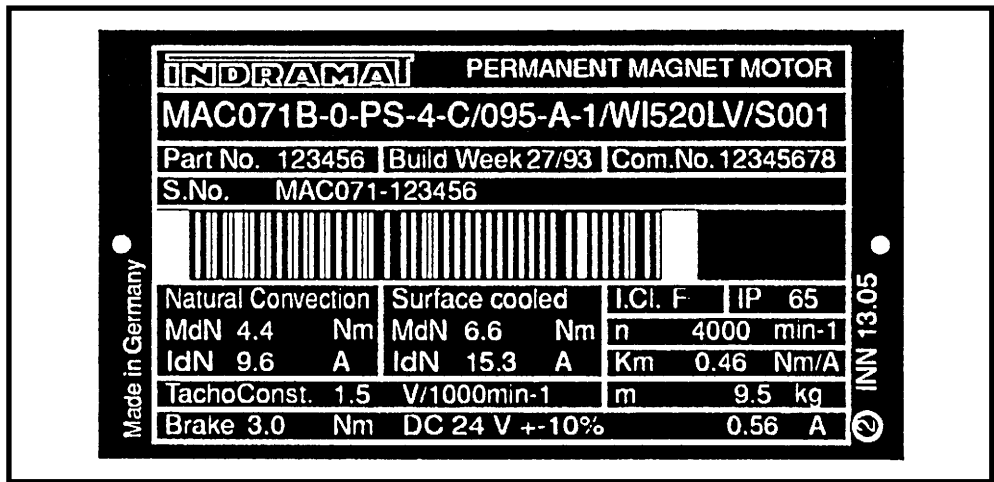 INDRAMAT PERMANENT MAGNET MOTOR
MAC071B-0-PS-4-C/095-A-1/WI520LV/S001
Part No. 123456 Build Week 27/93 Com.No. 12345678
S.No. MAC071-123456
Natural Convection Surface cooled I.Cl. F IP 65
MdN 4.4 Nm MdN 6.6 Nm n 4000 min-1
IdN 9.6 A IdN 15.3 A Km 0.46 Nm/A
TachoConst. 1.5 V/1000min-1 m 9.5 kg
Brake 3.0 Nm DC 24 V +-10% 0.56 A
Made in Germany
2 INN 13.05